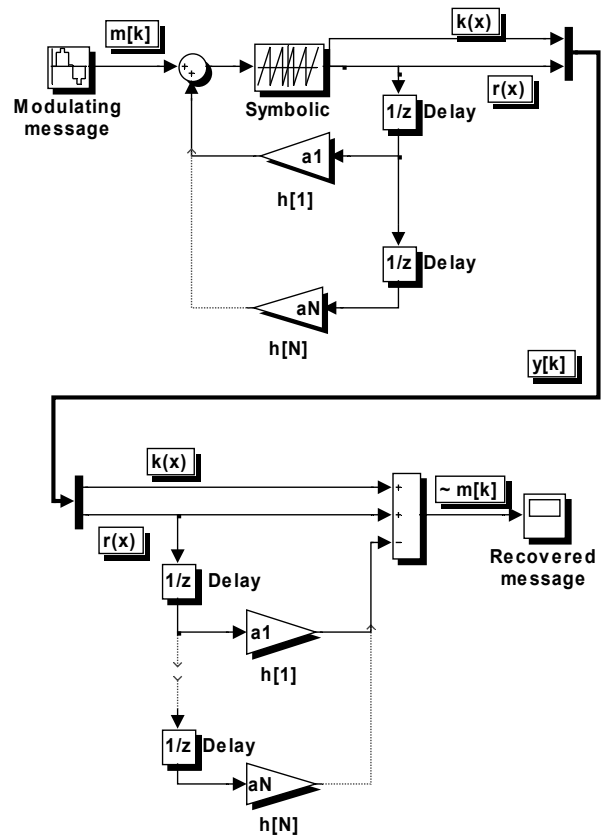 m[k]
k(x)
+
+
Modulating
message
Symbolic
r(x)
1/z
Delay
a1
h[1]
1/z
Delay
aN
h[N]
y[k]
k(x)
+
~ m[k]
+
r(x)
−
Recovered
message
1/z
Delay
a1
h[1]
1/z
Delay
aN
h[N]